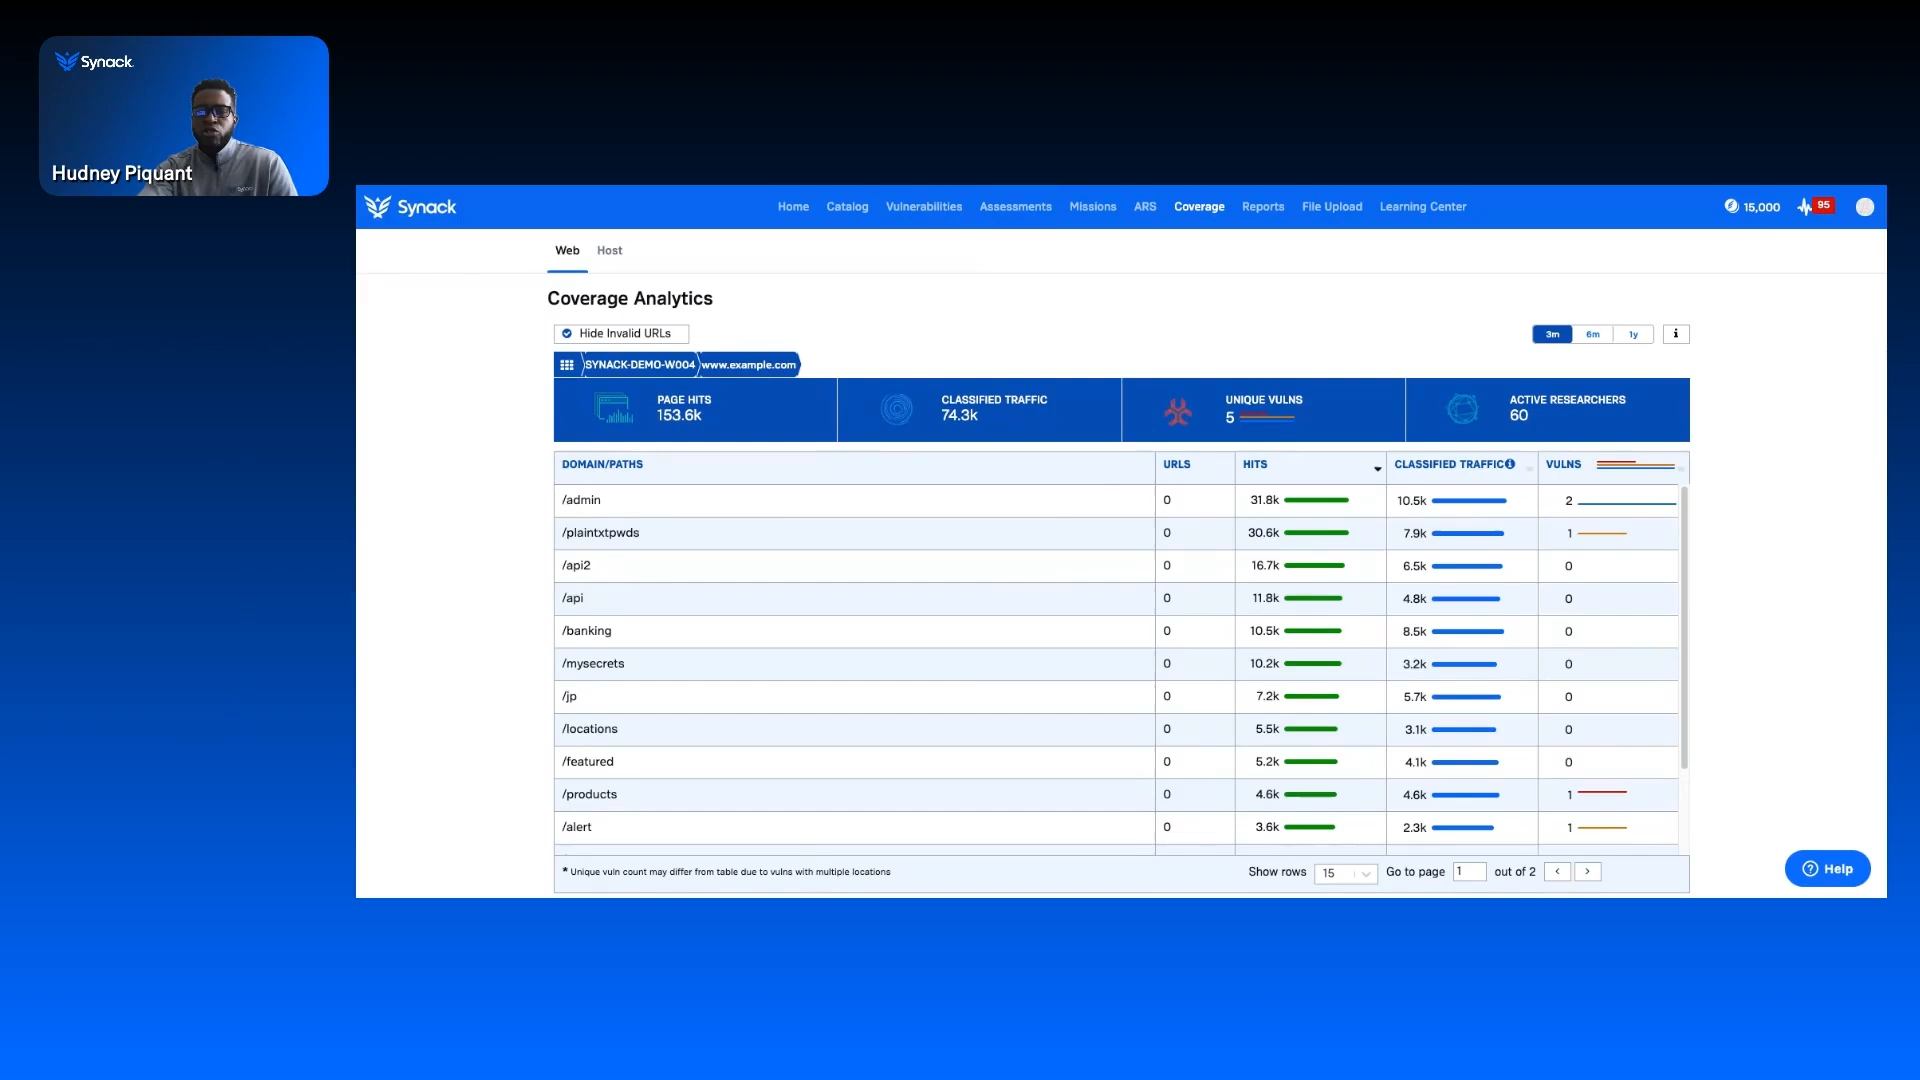 Synack
Hudney Piquant
Synack
Home Catalog Vulnerabilities Assessments Missions ARS Coverage Reports File Upload Learning Center
15,000 95
Web Host
Coverage Analytics
Hide Invalid URLs
3m 6m 1y i
SYNACK-DEMO-W004 www.example.com
PAGE HITS CLASSIFIED TRAFFIC UNIQUE VULNS ACTIVE RESEARCHERS
153.6k 74.3k 5 60
DOMAIN/PATHS URLS HITS CLASSIFIED TRAFFIC VULNS
/admin 0 31.8k 10.5k 2
/plaintxtpwds 0 30.6k 7.9k 1
/api2 0 16.7k 6.5k 0
/api 0 11.8k 4.8k 0
/banking 0 10.5k 8.5k 0
/mysecrets 0 10.2k 3.2k 0
/jp 0 7.2k 5.7k 0
/locations 0 5.5k 3.1k 0
/featured 0 5.2k 4.1k 0
/products 0 4.6k 4.6k 1
/alert 0 3.6k 2.3k 1
* Unique vuln count may differ from table due to vulns with multiple locations Show rows 15 Go to page 1 out of 2 < >
? Help